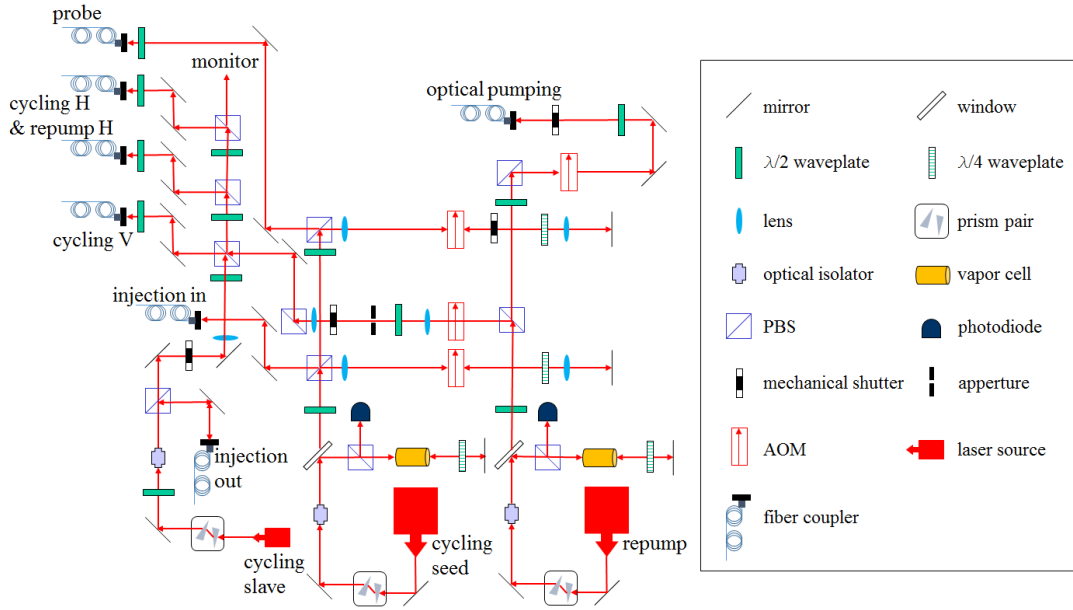 probe
monitor
cycling H
& repump H
cycling V
injection in
injection
out
cycling
slave
cycling
seed
repump
optical pumping
mirror
window
λ/2 waveplate
λ/4 waveplate
lens
prism pair
optical isolator
vapor cell
PBS
photodiode
mechanical shutter
apperture
AOM
laser source
fiber coupler